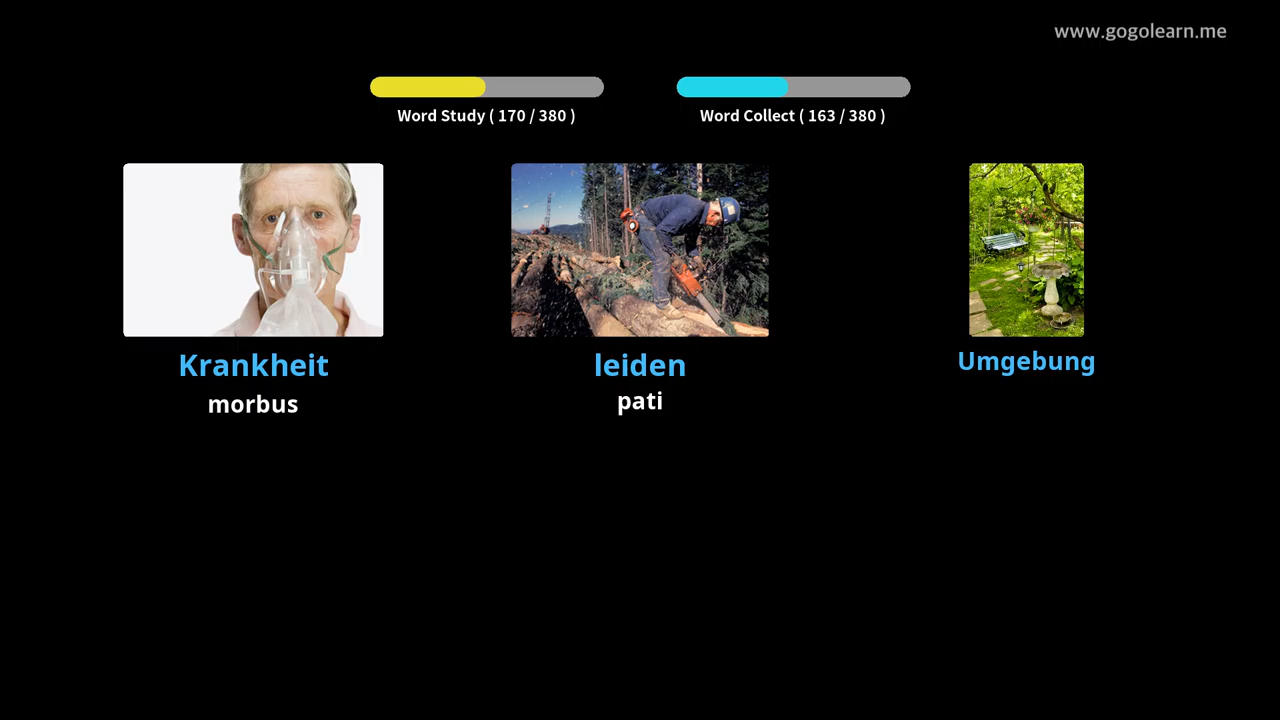 www.gogolearn.me
Word Study ( 170 / 380 )
Word Collect ( 163 / 380 )
Krankheit
morbus
leiden
pati
Umgebung